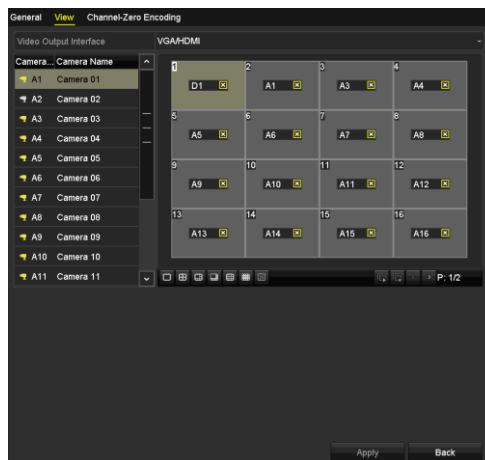 General View Channel-Zero Encoding
Video Output Interface VGA/HDMI
Camera... Camera Name
A1 Camera 01
A2 Camera 02
A3 Camera 03
A4 Camera 04
A5 Camera 05
A6 Camera 06
A7 Camera 07
A8 Camera 08
A9 Camera 09
A10 Camera 10
A11 Camera 11
1 2 3 4
D1 A1 A3 A4
5 6 7 8
A5 A6 A7 A8
9 10 11 12
A9 A10 A11 A12
13 14 15 16
A13 A14 A15 A16
P: 1/2
Apply Back